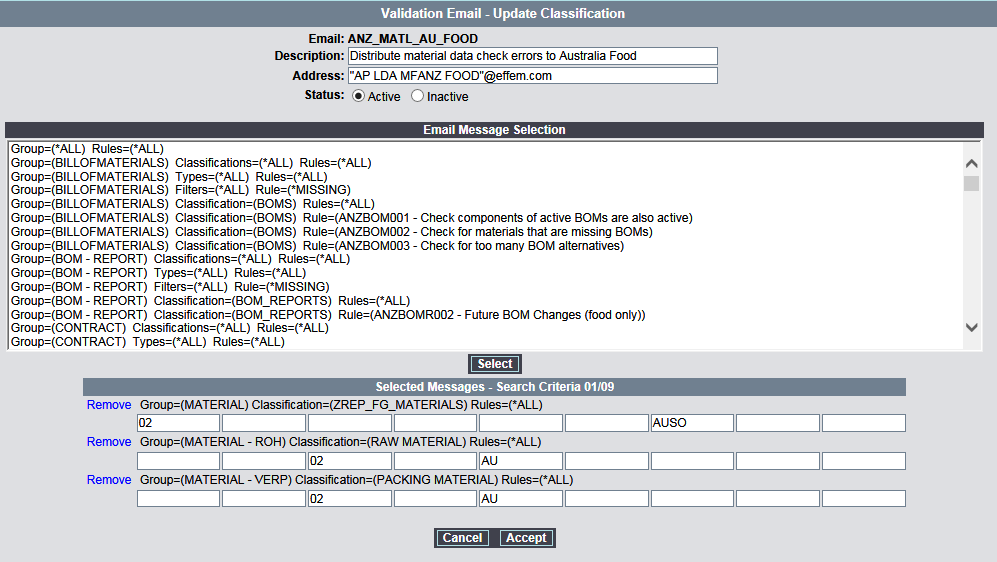 Validation Email - Update Classification
Email: ANZ_MATL_AU_FOOD
Description: Distribute material data check errors to Australia Food
Address: "AP LDA MFANZ FOOD"@effem.com
Status: Active Inactive
Email Message Selection
Group=(*ALL) Rules=(*ALL)
Group=(BILLOFMATERIALS) Classifications=(*ALL) Rules=(*ALL)
Group=(BILLOFMATERIALS) Types=(*ALL) Rules=(*ALL)
Group=(BILLOFMATERIALS) Filters=(*ALL) Rule=(*MISSING)
Group=(BILLOFMATERIALS) Classification=(BOMS) Rules=(*ALL)
Group=(BILLOFMATERIALS) Classification=(BOMS) Rule=(ANZBOM001 - Check components of active BOMs are also active)
Group=(BILLOFMATERIALS) Classification=(BOMS) Rule=(ANZBOM002 - Check for materials that are missing BOMs)
Group=(BILLOFMATERIALS) Classification=(BOMS) Rule=(ANZBOM003 - Check for too many BOM alternatives)
Group=(BOM - REPORT) Classifications=(*ALL) Rules=(*ALL)
Group=(BOM - REPORT) Types=(*ALL) Rules=(*ALL)
Group=(BOM - REPORT) Filters=(*ALL) Rule=(*MISSING)
Group=(BOM - REPORT) Classification=(BOM_REPORTS) Rules=(*ALL)
Group=(BOM - REPORT) Classification=(BOM_REPORTS) Rule=(ANZBOMR002 - Future BOM Changes (food only))
Group=(CONTRACT) Classifications=(*ALL) Rules=(*ALL)
Group=(CONTRACT) Types=(*ALL) Rules=(*ALL)
Select
Selected Messages - Search Criteria 01/09
Remove Group=(MATERIAL) Classification=(ZREP_FG_MATERIALS) Rules=(*ALL)
02 AUSO
Remove Group=(MATERIAL - ROH) Classification=(RAW MATERIAL) Rules=(*ALL)
02 AU
Remove Group=(MATERIAL - VERP) Classification=(PACKING MATERIAL) Rules=(*ALL)
02 AU
Cancel Accept